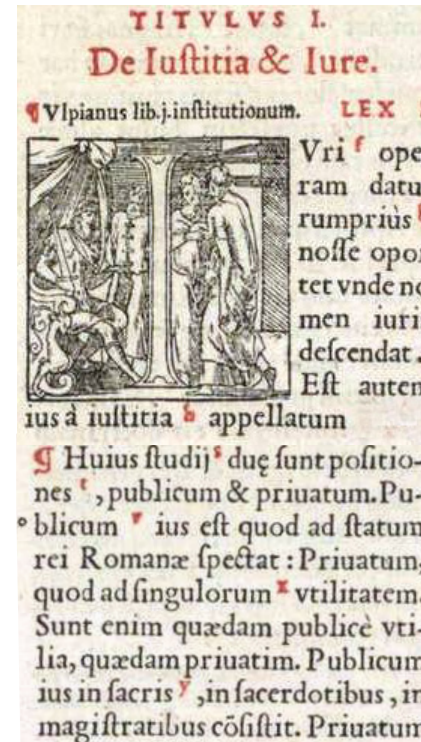 TITVLVS I.
De Iuſtitia & Iure.
¶ Vlpianus lib.j.inſtitutionum. LEX
I Vri f ope
ram datu
rumpriùs
noſſe opor
tet vnde no
men iuri
deſcendat.
Eſt autem
ius à iuſtitia h appellatum
¶ Huius ſtudij s duę ſunt poſitio-
nes t , publicum & priuatum. Pu-
blicum v ius eſt quod ad ſtatum
rei Romanæ ſpectat : Priuatum,
quod ad ſingulorum x vtilitatem.
Sunt enim quædam publicè vti-
lia, quædam priuatim. Publicum
ius in ſacris y , in ſacerdotibus , in
magiſtratibus cõſiſtit. Priuatum